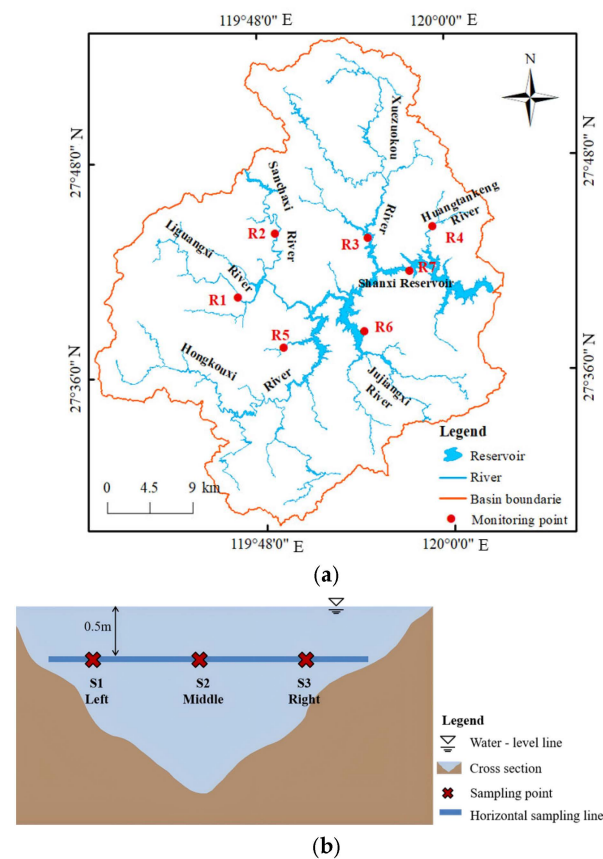 119°48'0" E
120°0'0" E
N
27°48'0" N
27°48'0" N
Xuezuokou
River
Sanchaxi
River
Huangtankeng
River
Liguangxi
River
R2
R3
R4
R7
Shanxi Reservoir
R1
R5
R6
Hongkouxi
River
Jujiangxi
River
27°36'0" N
27°36'0" N
Legend
Reservoir
River
Basin boundarie
Monitoring point
0 4.5 9 km
119°48'0" E
120°0'0" E
(a)
0.5m
S1
Left
S2
Middle
S3
Right
Legend
Water - level line
Cross section
Sampling point
Horizontal sampling line
(b)